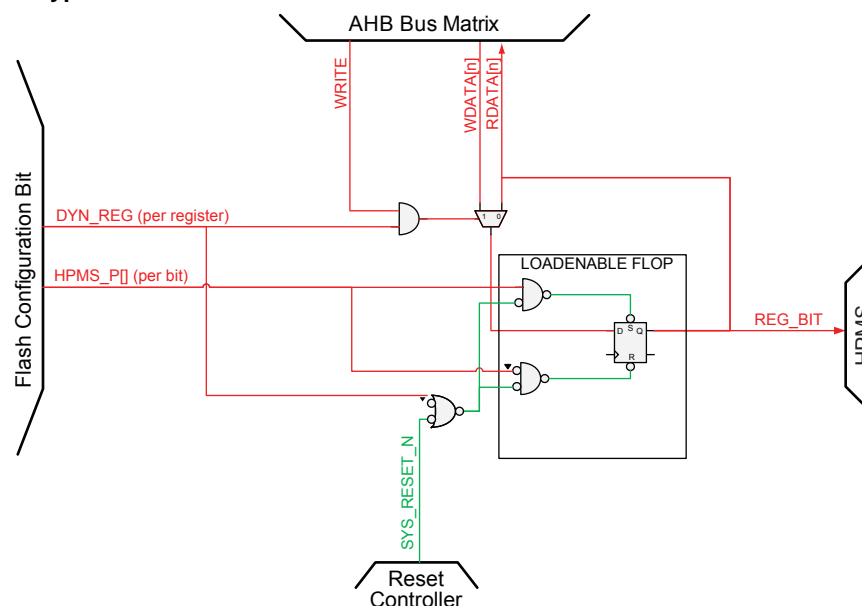 AHB Bus Matrix
WRITE
WDATA[n]
RDATA[n]
Flash Configuration Bit
DYN_REG (per register)
1 0
HPMS_P[] (per bit)
LOADENABLE FLOP
D S Q
R
REG_BIT
HPMS
SYS_RESET_N
Reset
Controller